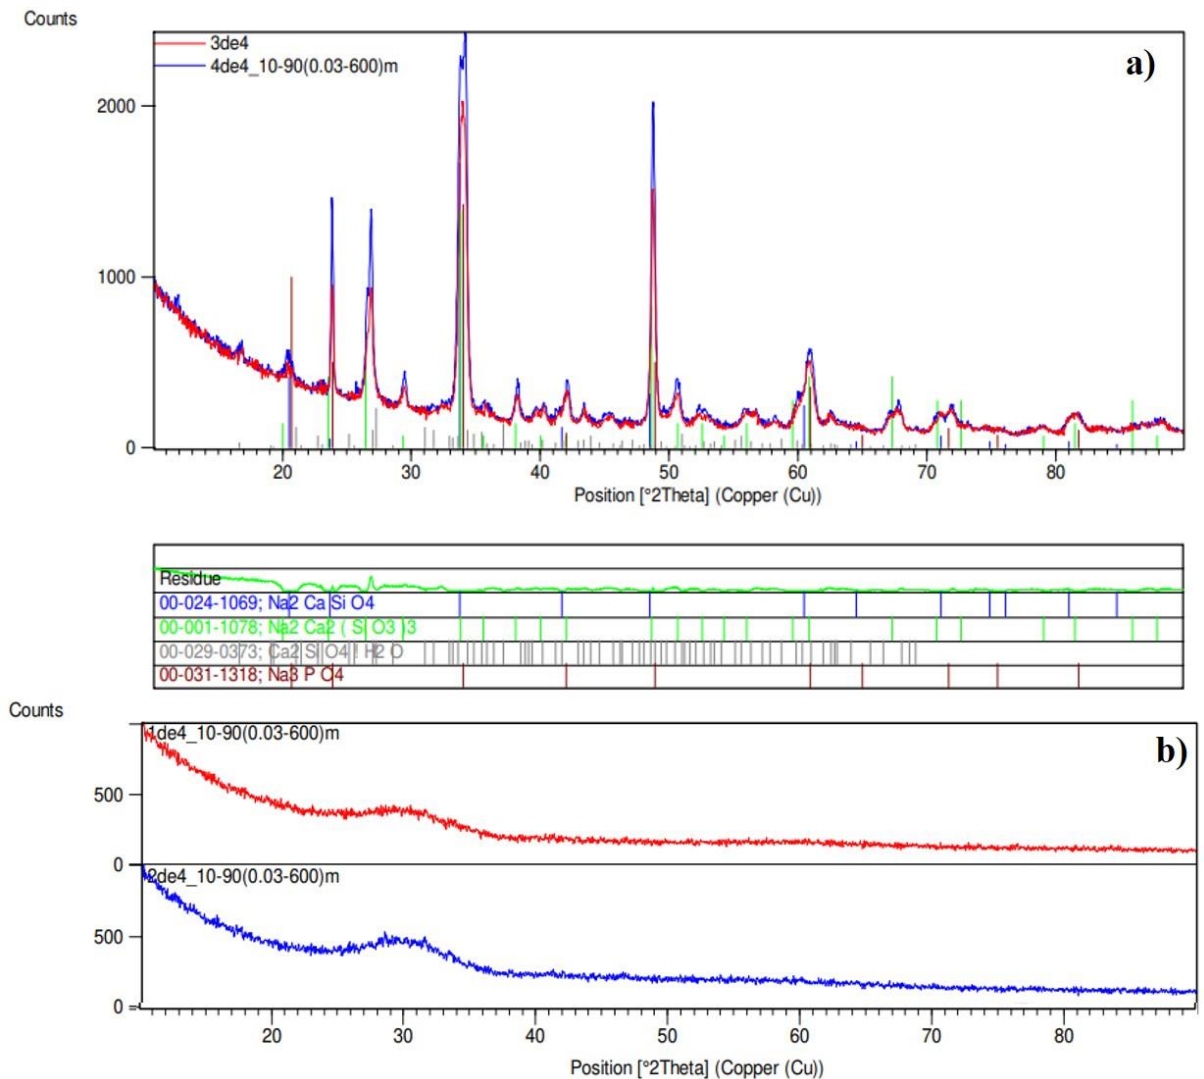 Counts
3de4
4de4_10-90(0.03-600)m
a)
2000
1000
0
20 30 40 50 60 70 80
Position [°2Theta] (Copper (Cu))
Residue
00-024-1069; Na2 Ca Si O4
00-001-1078; Na2 Ca2 ( Si O3 )3
00-029-0373; Ca2 Si O4 ! H2 O
00-031-1318; Na3 P O4
Counts
1de4_10-90(0.03-600)m
b)
500
0
2de4_10-90(0.03-600)m
500
0
20 30 40 50 60 70 80
Position [°2Theta] (Copper (Cu))